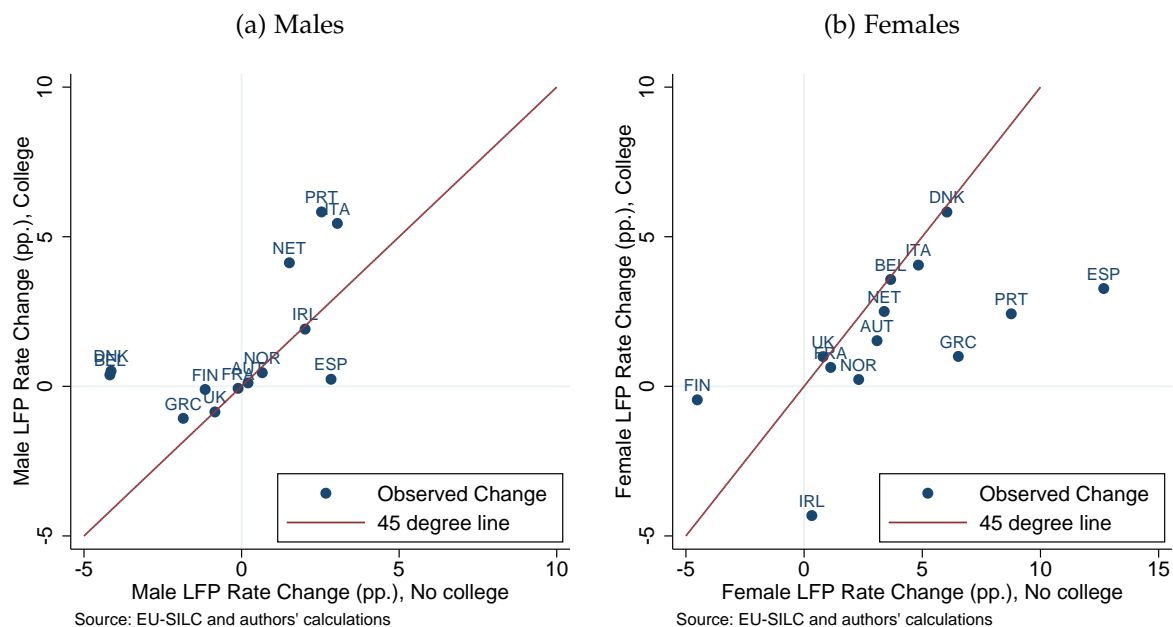 (a) Males
Male LFP Rate Change (pp.), College
10
5
0
-5
PRT
ITA
NET
IRL
DNK
BEL
NOR
AUT
FRA
ESP
FIN
UK
GRC
Observed Change
45 degree line
-5
0
5
10
Male LFP Rate Change (pp.), No college
Source: EU-SILC and authors' calculations
(b) Females
Female LFP Rate Change (pp.), College
10
5
0
-5
DNK
ITA
BEL
ESP
NET
PRT
AUT
UK
FRA
NOR
GRC
FIN
IRL
Observed Change
45 degree line
-5
0
5
10
15
Female LFP Rate Change (pp.), No college
Source: EU-SILC and authors' calculations